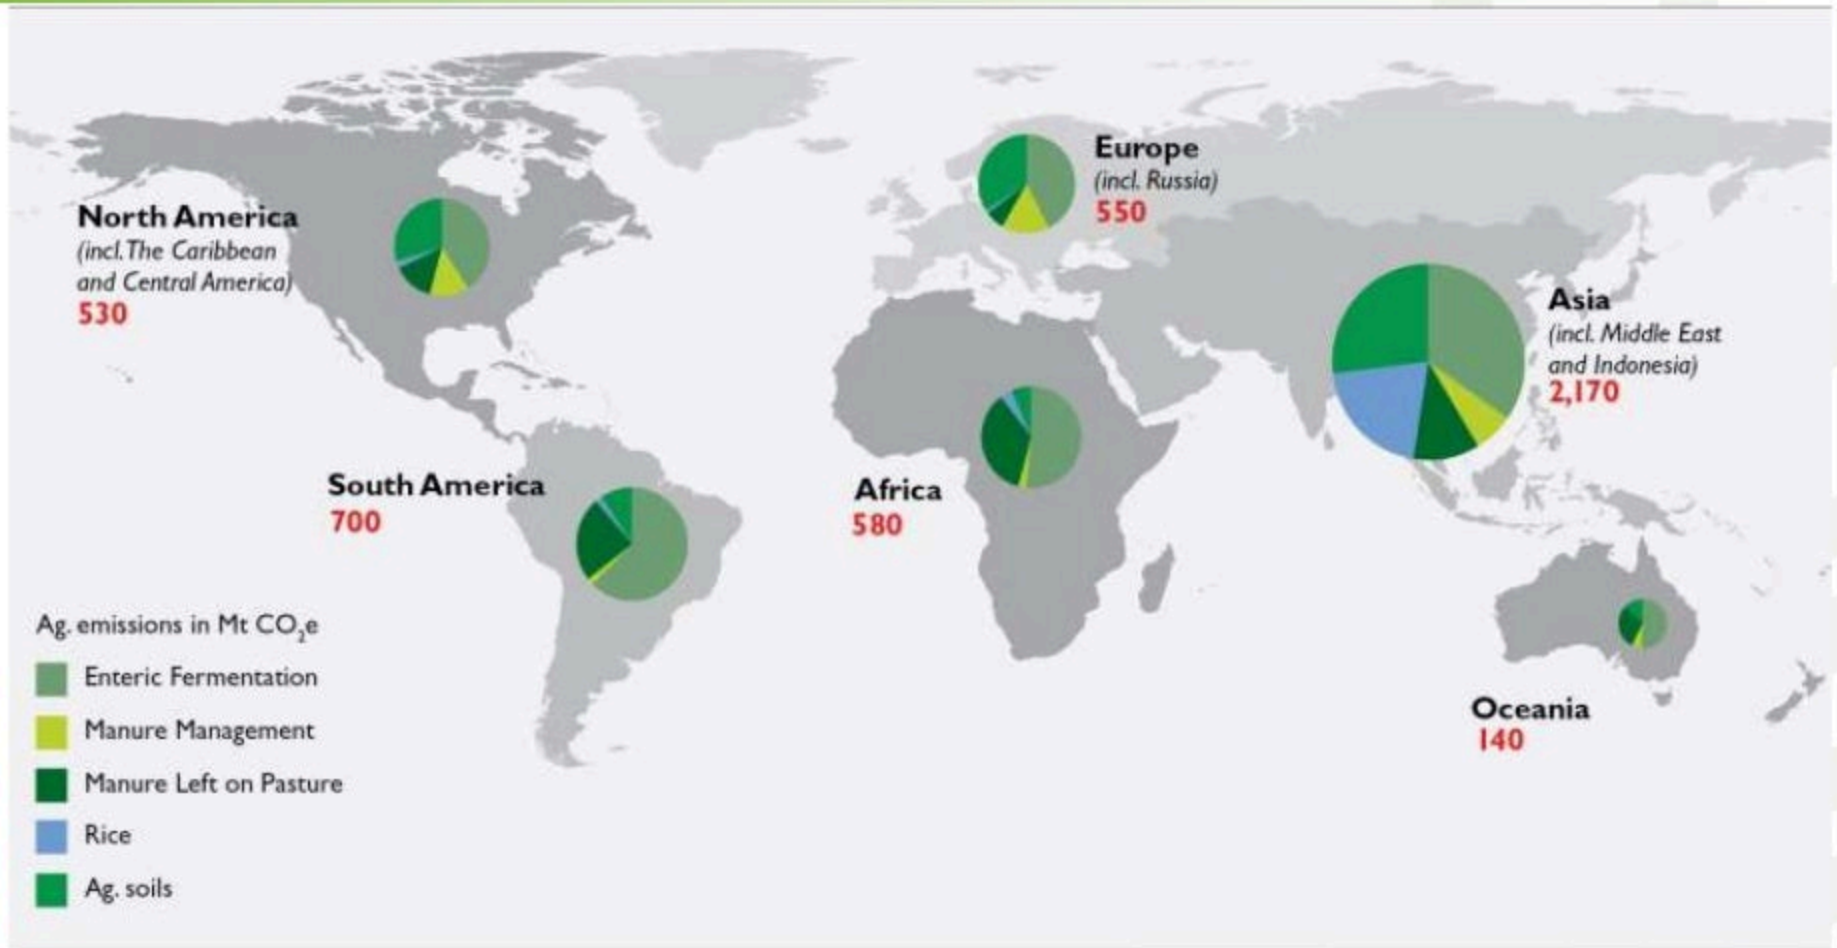 North America
(incl. The Caribbean
and Central America)
530
Europe
(incl. Russia)
550
Asia
(incl. Middle East
and Indonesia)
2,170
South America
700
Africa
580
Oceania
140
Ag. emissions in Mt CO₂e
Enteric Fermentation
Manure Management
Manure Left on Pasture
Rice
Ag. soils